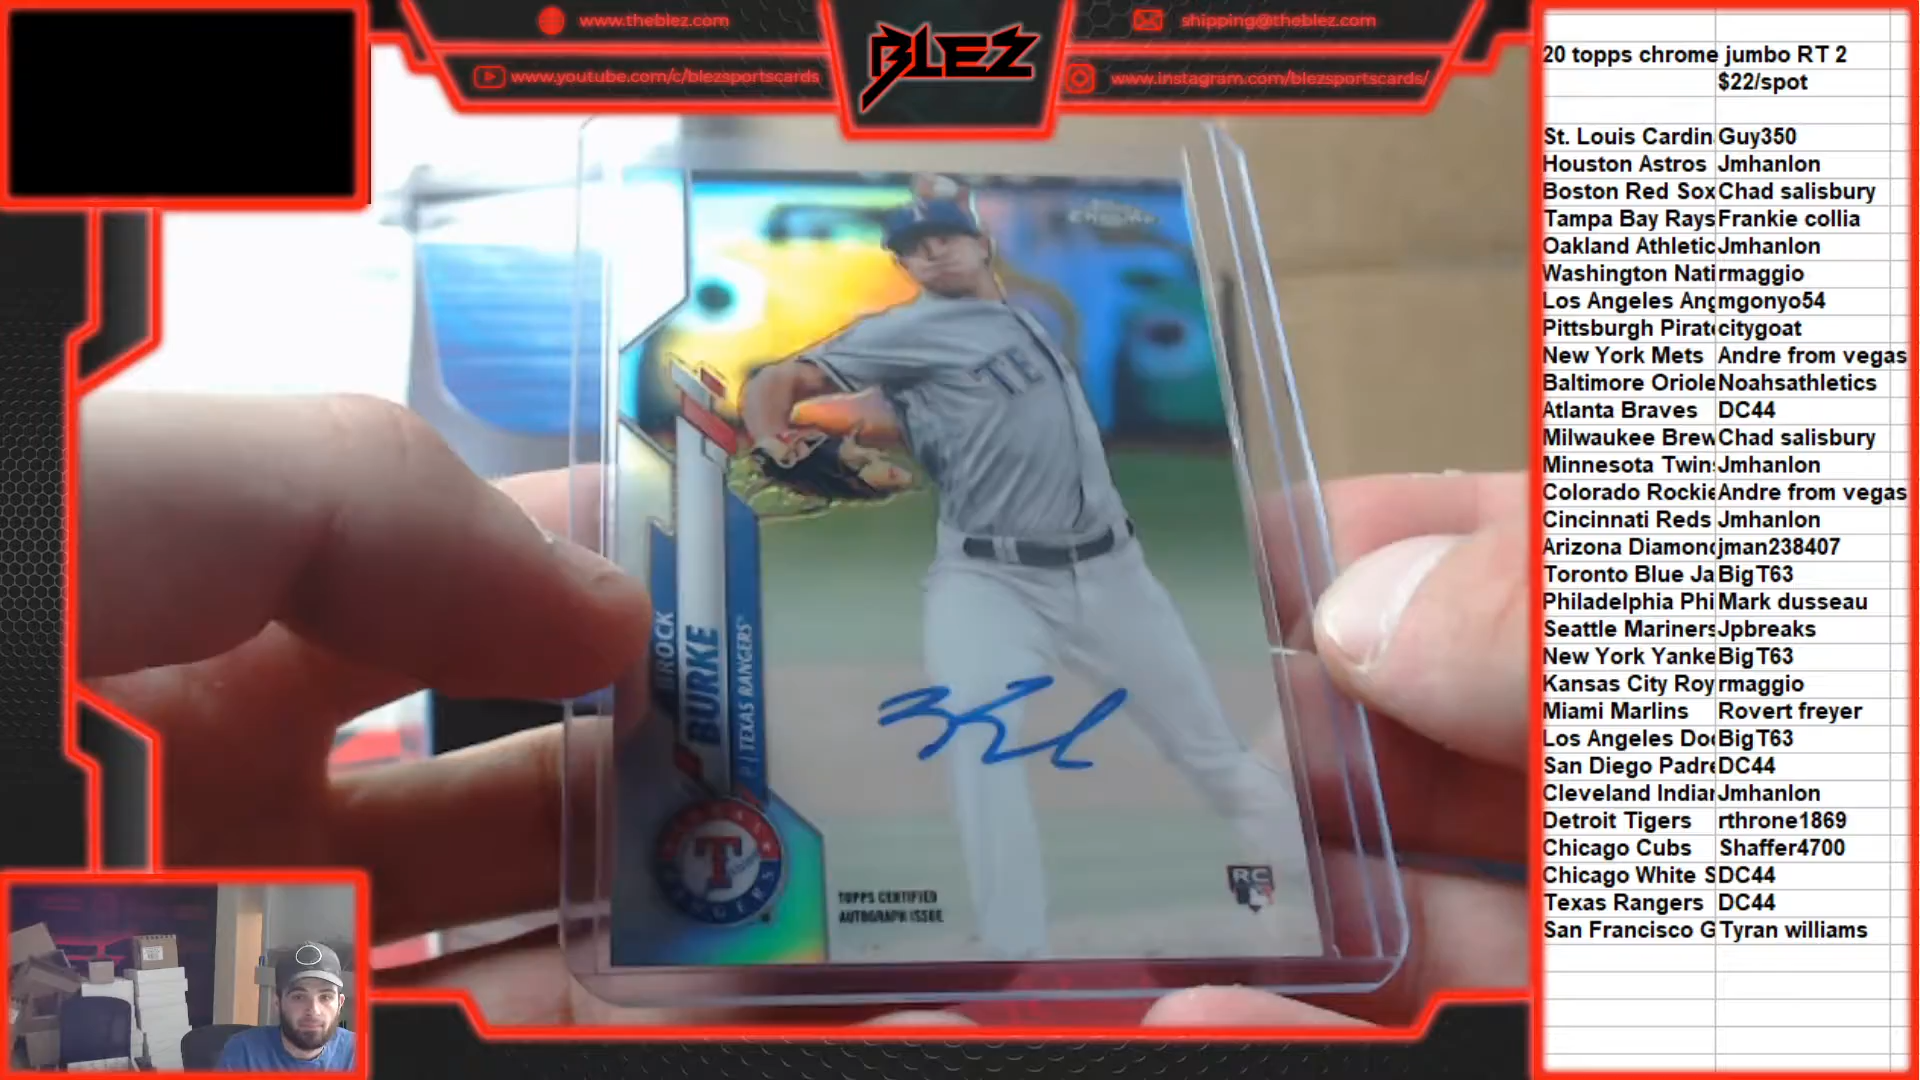 www.theblez.com
www.youtube.com/c/blezsportscards
BLEZ
shipping@theblez.com
www.instagram.com/blezsportscards/
Topps
Chrome
TE
BROCK
BURKE
P | TEXAS RANGERS™
T
RANGERS
TOPPS CERTIFIED
AUTOGRAPH ISSUE
RC
20 topps chrome jumbo RT 2
$22/spot
St. Louis Cardin Guy350
Houston Astros Jmhanlon
Boston Red Sox Chad salisbury
Tampa Bay Rays Frankie collia
Oakland Athletic Jmhanlon
Washington Nati rmaggio
Los Angeles Ang mgonyo54
Pittsburgh Pirate citygoat
New York Mets Andre from vegas
Baltimore Oriole Noahsathletics
Atlanta Braves DC44
Milwaukee Brew Chad salisbury
Minnesota Twins Jmhanlon
Colorado Rockie Andre from vegas
Cincinnati Reds Jmhanlon
Arizona Diamond jman238407
Toronto Blue Ja BigT63
Philadelphia Phi Mark dusseau
Seattle Mariners Jpbreaks
New York Yanke BigT63
Kansas City Roy rmaggio
Miami Marlins Rovert freyer
Los Angeles Do BigT63
San Diego Padre DC44
Cleveland Indian Jmhanlon
Detroit Tigers rthrone1869
Chicago Cubs Shaffer4700
Chicago White S DC44
Texas Rangers DC44
San Francisco G Tyran williams